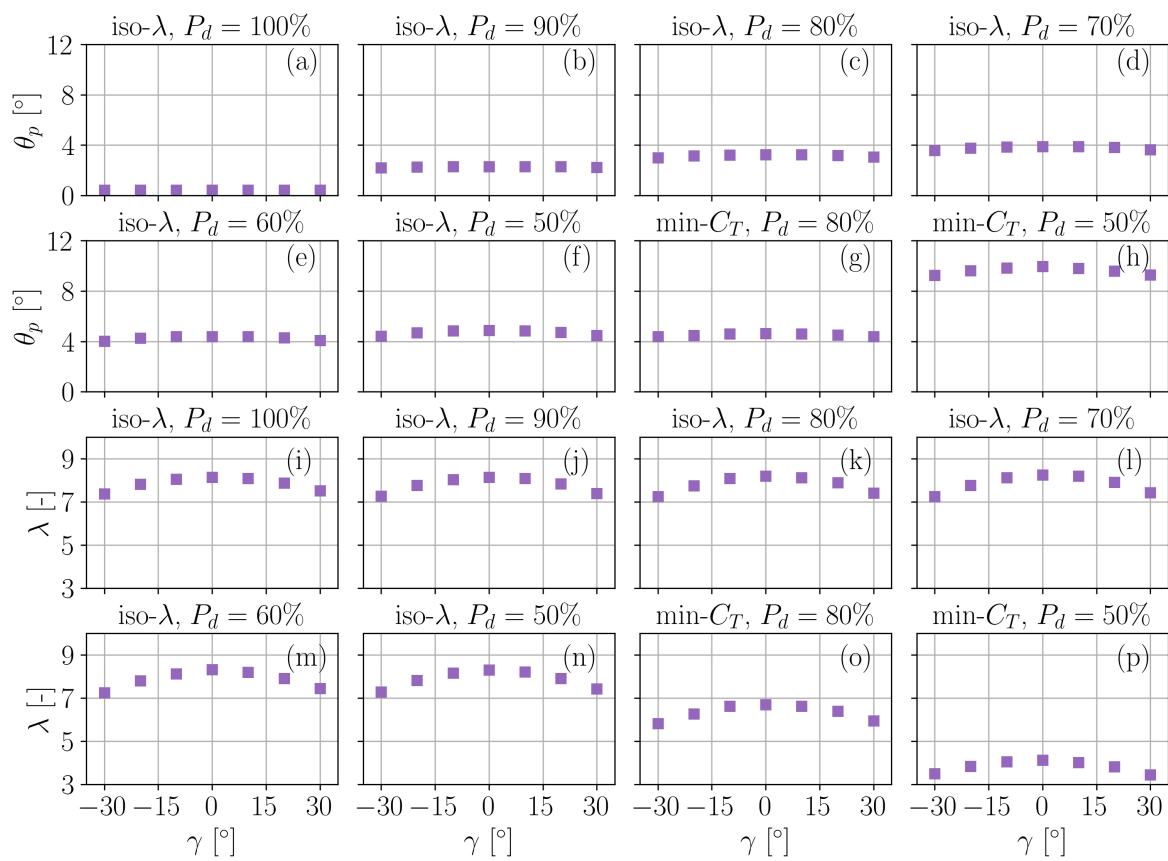 iso-λ, P_d = 100% iso-λ, P_d = 90% iso-λ, P_d = 80% iso-λ, P_d = 70%
12 (a) (b) (c) (d)
8
θ_p [°]
4
0
iso-λ, P_d = 60% iso-λ, P_d = 50% min-C_T, P_d = 80% min-C_T, P_d = 50%
12 (e) (f) (g) (h)
8
θ_p [°]
4
0
iso-λ, P_d = 100% iso-λ, P_d = 90% iso-λ, P_d = 80% iso-λ, P_d = 70%
9 (i) (j) (k) (l)
7
λ [-]
5
3
iso-λ, P_d = 60% iso-λ, P_d = 50% min-C_T, P_d = 80% min-C_T, P_d = 50%
9 (m) (n) (o) (p)
7
λ [-]
5
3
−30 −15 0 15 30 −30 −15 0 15 30 −30 −15 0 15 30 −30 −15 0 15 30
γ [°] γ [°] γ [°] γ [°]